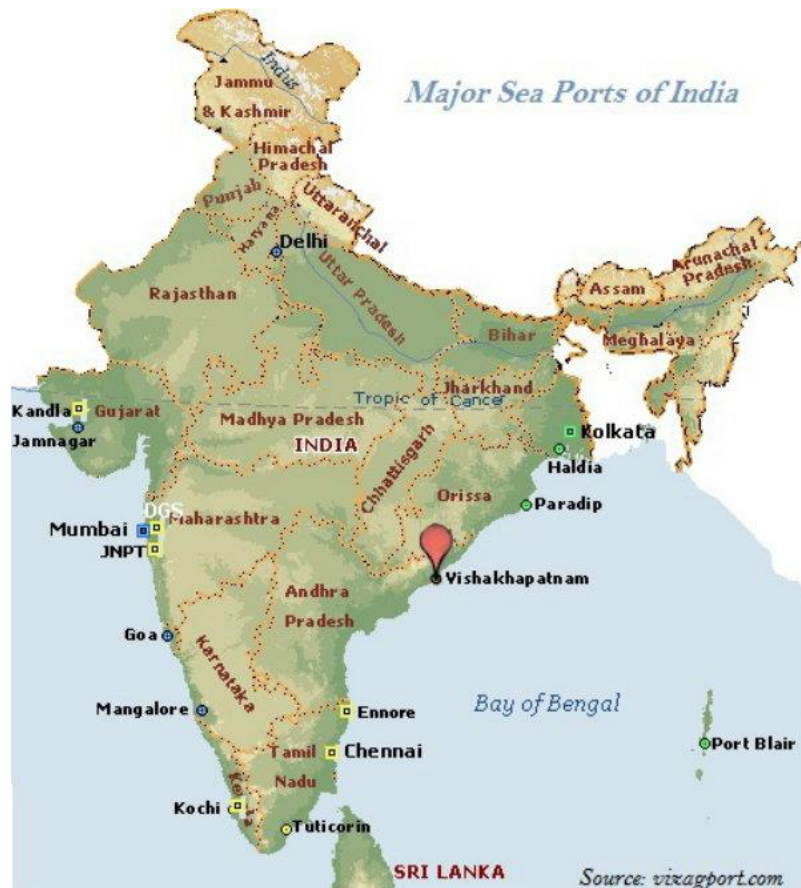 Major Sea Ports of India
Indus
Jammu
& Kashmir
Himachal
Pradesh
Punjab
Uttaranchal
Haryana
Delhi
Uttar Pradesh
Rajasthan
Arunachal
Pradesh
Assam
Meghalaya
Bihar
Jharkhand
Tropic of Cance
Kandla
Gujarat
Jamnagar
Madhya Pradesh
INDIA
Kolkata
Haldia
Chhattisgarh
Orissa
Paradip
DGS
Maharashtra
Mumbai
JNPT
Vishakhapatnam
Andhra
Pradesh
Goa
Karnataka
Bay of Bengal
Mangalore
Ennore
Tamil
Nadu
Chennai
Port Blair
Kerala
Kochi
Tuticorin
SRI LANKA
Source: vizagport.com